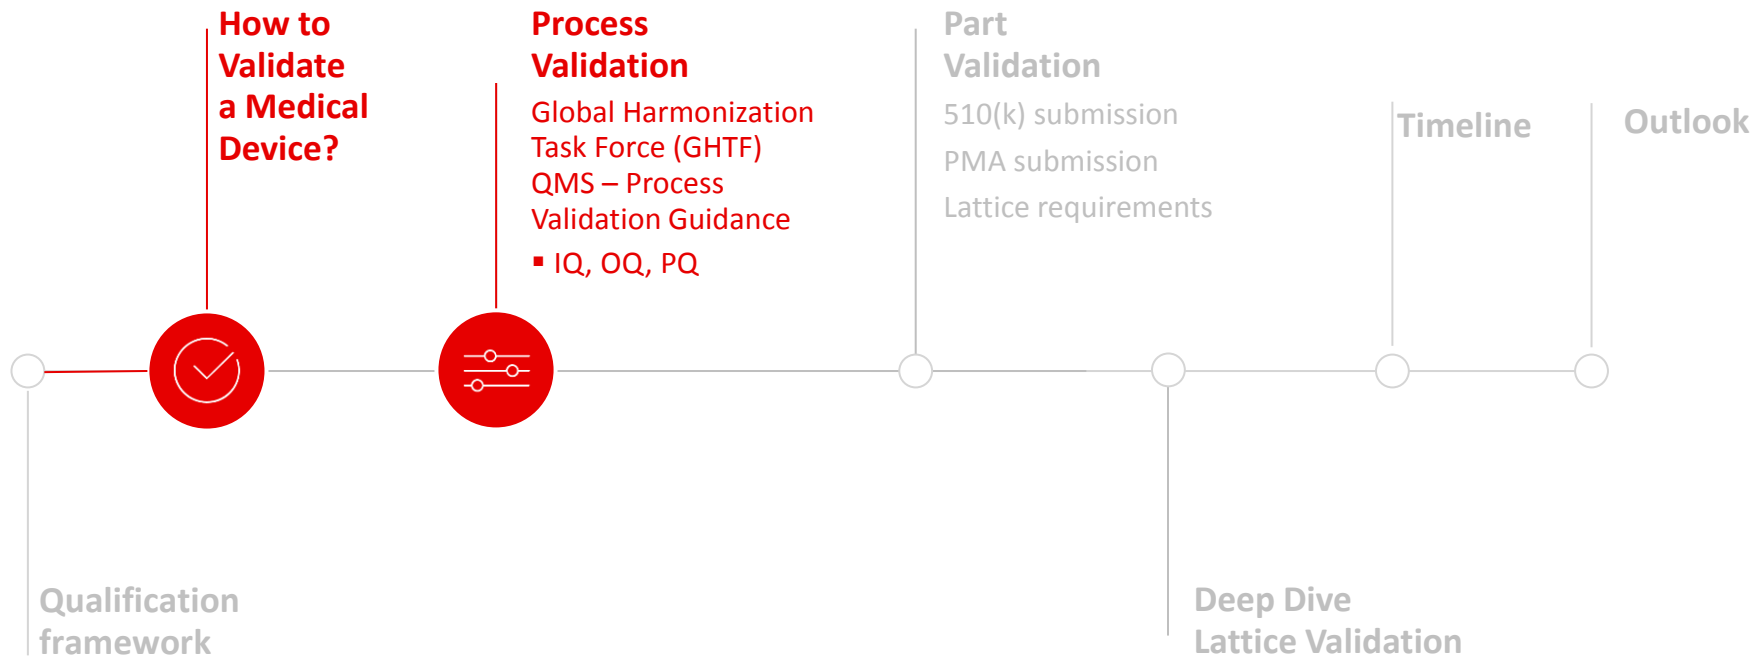 How to
Validate
a Medical
Device?
Process
Validation
Global Harmonization
Task Force (GHTF)
QMS – Process
Validation Guidance
▪ IQ, OQ, PQ
Part
Validation
510(k) submission
PMA submission
Lattice requirements
Timeline
Outlook
Qualification
framework
Deep Dive
Lattice Validation